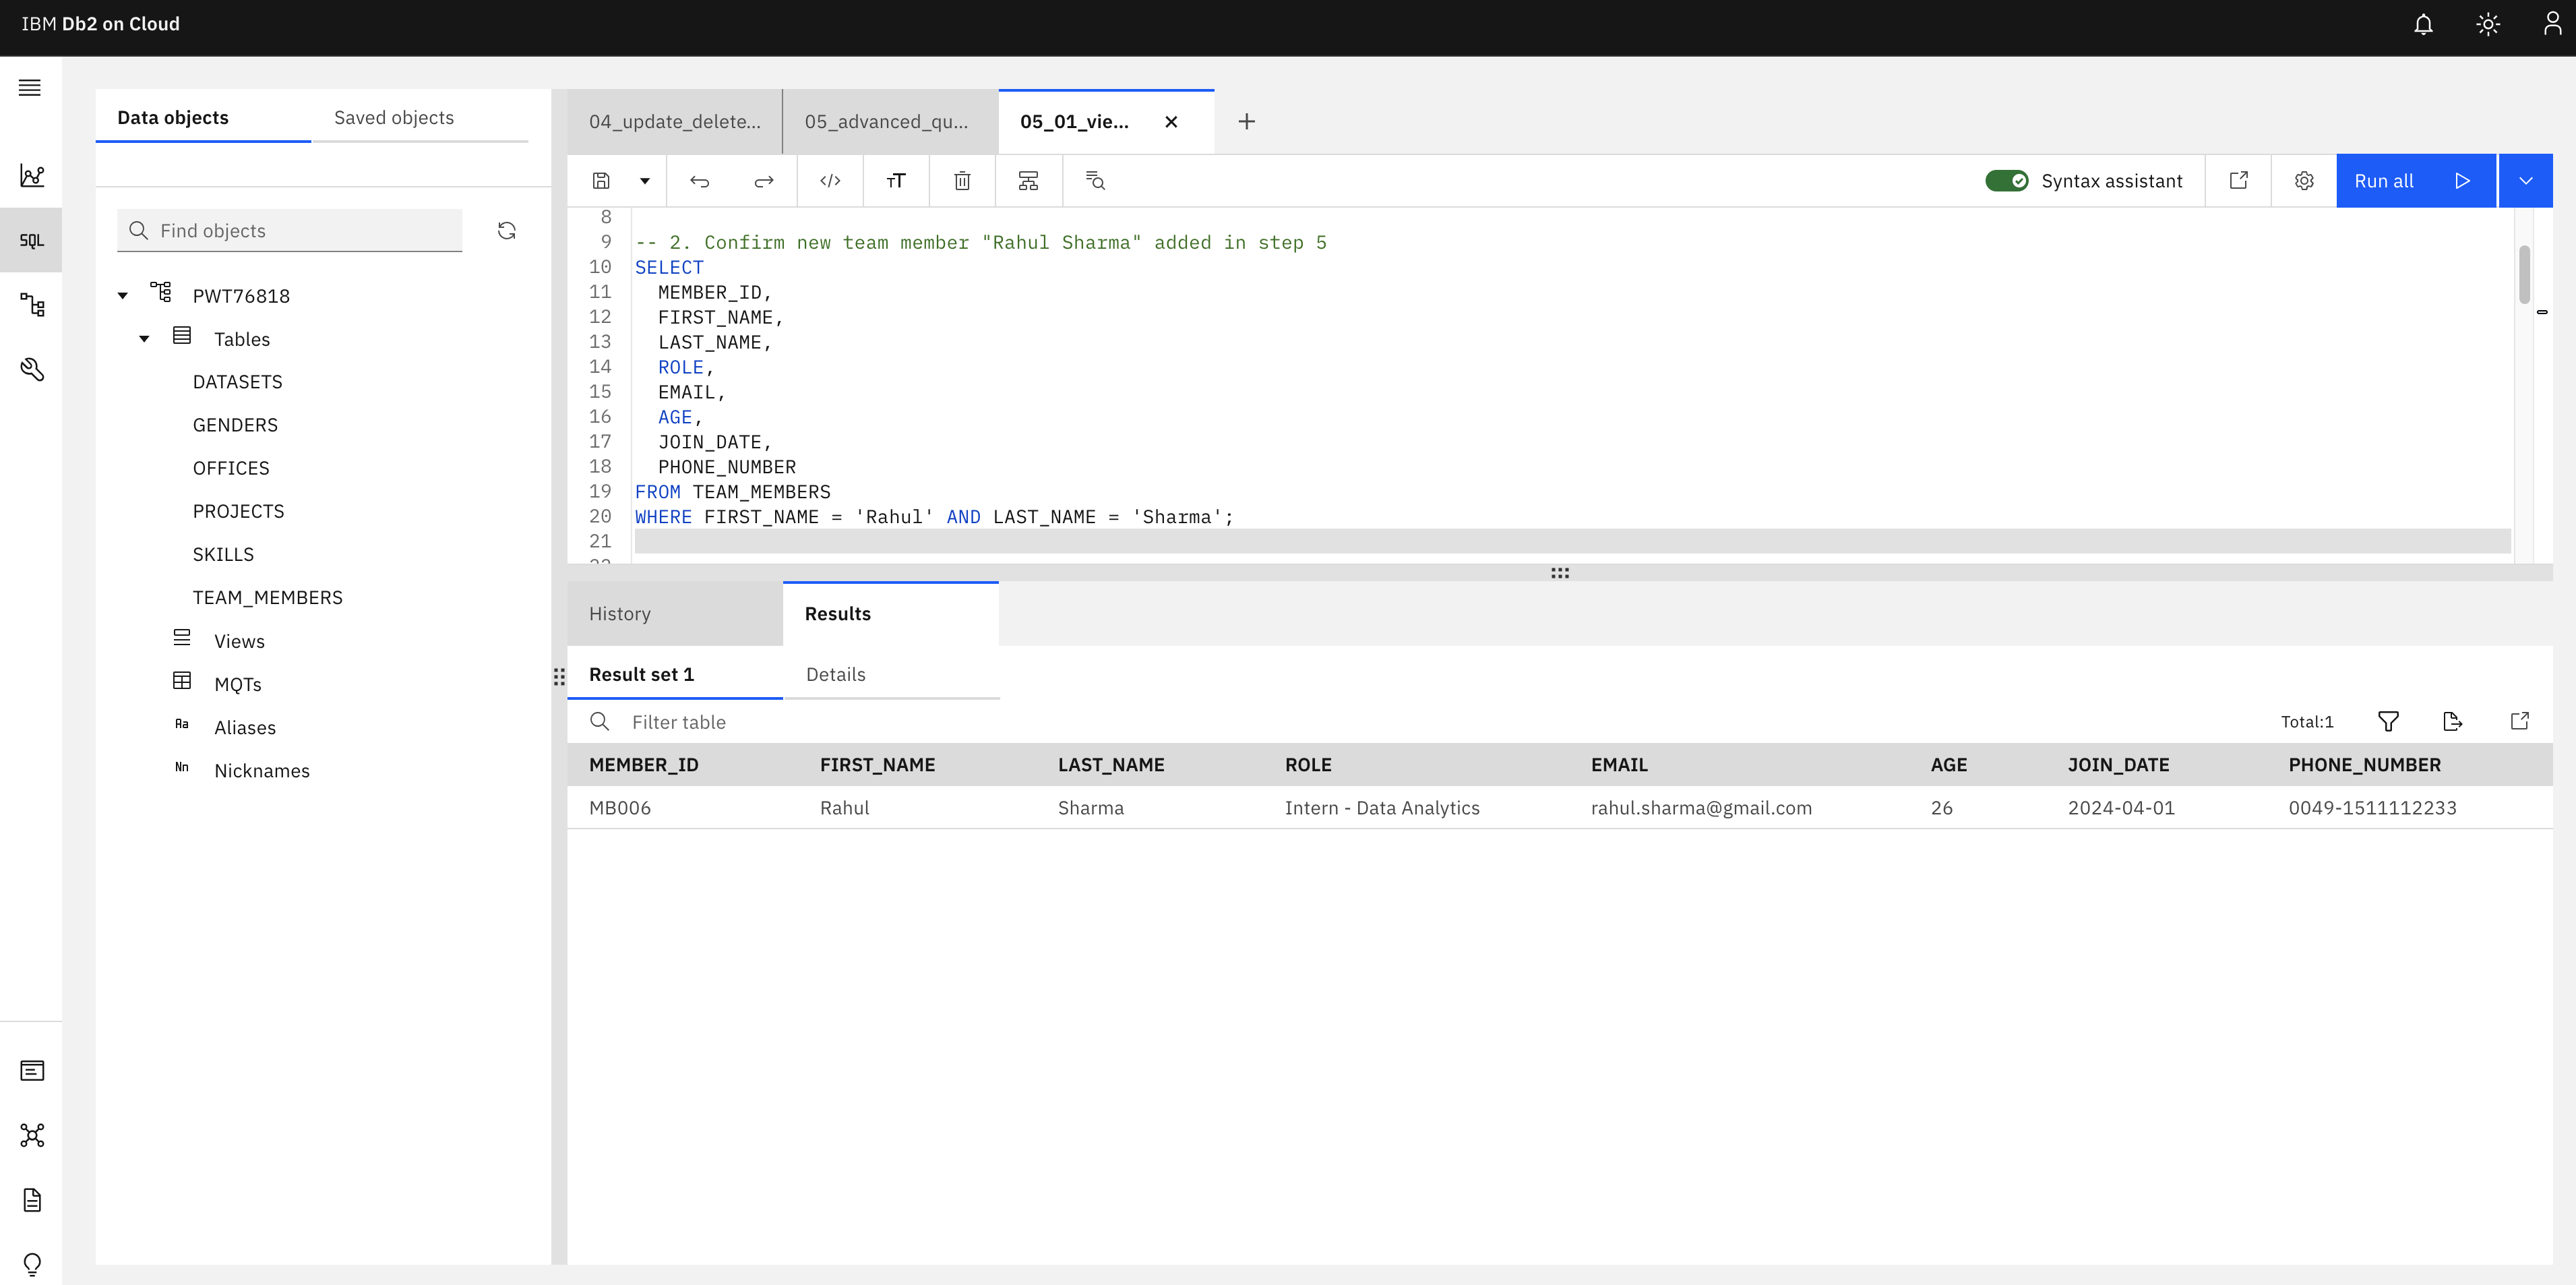 IBM Db2 on Cloud
Data objects
Saved objects
Find objects
SQL
PWT76818
Tables
DATASETS
GENDERS
OFFICES
PROJECTS
SKILLS
TEAM_MEMBERS
Views
MQTs
Aa Aliases
Nn Nicknames
04_update_delete...
05_advanced_qu...
05_01_vie...
Syntax assistant
Run all
8
9 -- 2. Confirm new team member "Rahul Sharma" added in step 5
10 SELECT
11 MEMBER_ID,
12 FIRST_NAME,
13 LAST_NAME,
14 ROLE,
15 EMAIL,
16 AGE,
17 JOIN_DATE,
18 PHONE_NUMBER
19 FROM TEAM_MEMBERS
20 WHERE FIRST_NAME = 'Rahul' AND LAST_NAME = 'Sharma';
21
History
Results
Result set 1
Details
Filter table
Total:1
MEMBER_ID FIRST_NAME LAST_NAME ROLE EMAIL AGE JOIN_DATE PHONE_NUMBER
MB006 Rahul Sharma Intern - Data Analytics rahul.sharma@gmail.com 26 2024-04-01 0049-1511112233